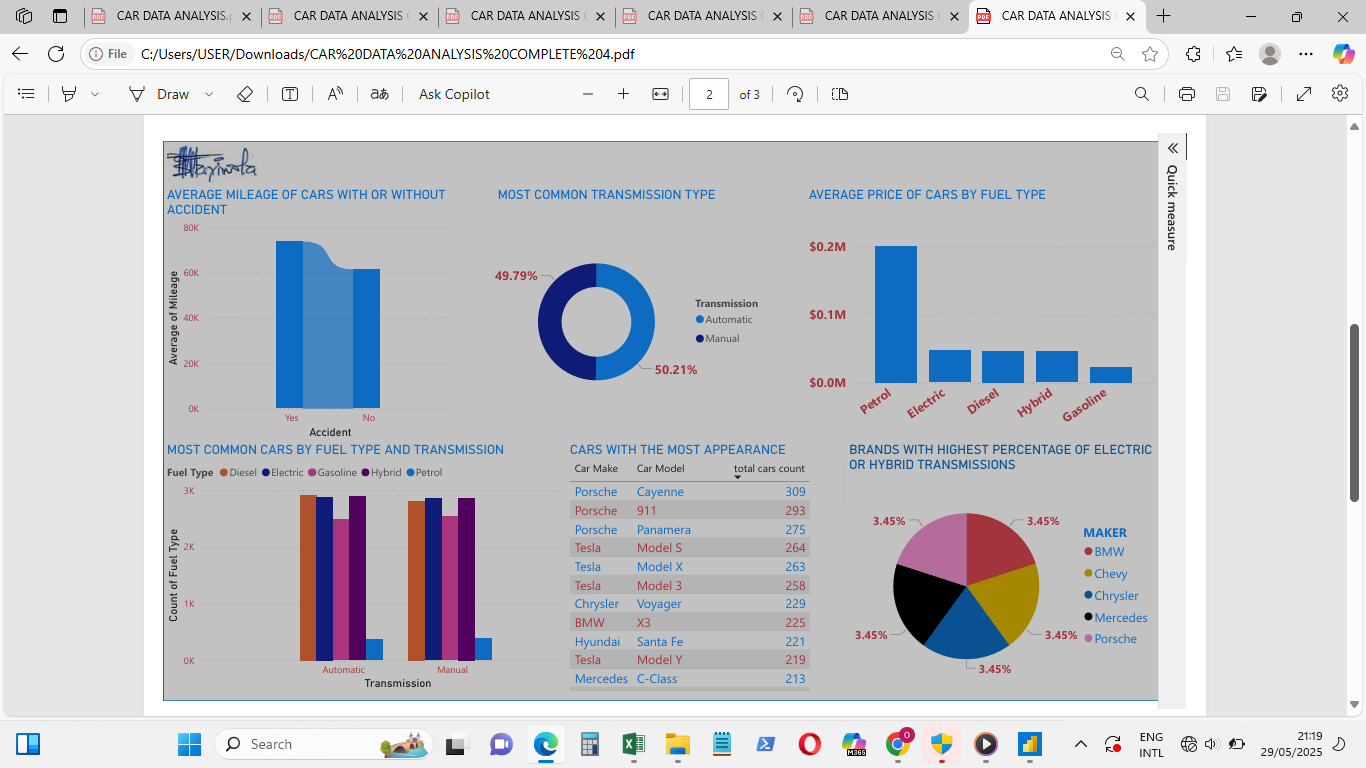 CAR DATA ANALYSIS.p
CAR DATA ANALYSIS (
CAR DATA ANALYSIS (
CAR DATA ANALYSIS (
CAR DATA ANALYSIS (
CAR DATA ANALYSIS (
File
C:/Users/USER/Downloads/CAR%20DATA%20ANALYSIS%20COMPLETE%204.pdf
Draw
Ask Copilot
2
of 3
Quick measure
AVERAGE MILEAGE OF CARS WITH OR WITHOUT
ACCIDENT
80K
60K
40K
20K
0K
Average of Mileage
Yes
No
Accident
MOST COMMON TRANSMISSION TYPE
49.79%
50.21%
Transmission
Automatic
Manual
AVERAGE PRICE OF CARS BY FUEL TYPE
$0.2M
$0.1M
$0.0M
Petrol
Electric
Diesel
Hybrid
Gasoline
MOST COMMON CARS BY FUEL TYPE AND TRANSMISSION
Fuel Type Diesel Electric Gasoline Hybrid Petrol
3K
2K
1K
0K
Count of Fuel Type
Automatic
Manual
Transmission
CARS WITH THE MOST APPEARANCE
Car Make Car Model total cars count
Porsche Cayenne 309
Porsche 911 293
Porsche Panamera 275
Tesla Model S 264
Tesla Model X 263
Tesla Model 3 258
Chrysler Voyager 229
BMW X3 225
Hyundai Santa Fe 221
Tesla Model Y 219
Mercedes C-Class 213
BRANDS WITH HIGHEST PERCENTAGE OF ELECTRIC
OR HYBRID TRANSMISSIONS
3.45%
3.45%
3.45%
3.45%
3.45%
MAKER
BMW
Chevy
Chrysler
Mercedes
Porsche
Search
M365
0
ENG
INTL
21:19
29/05/2025